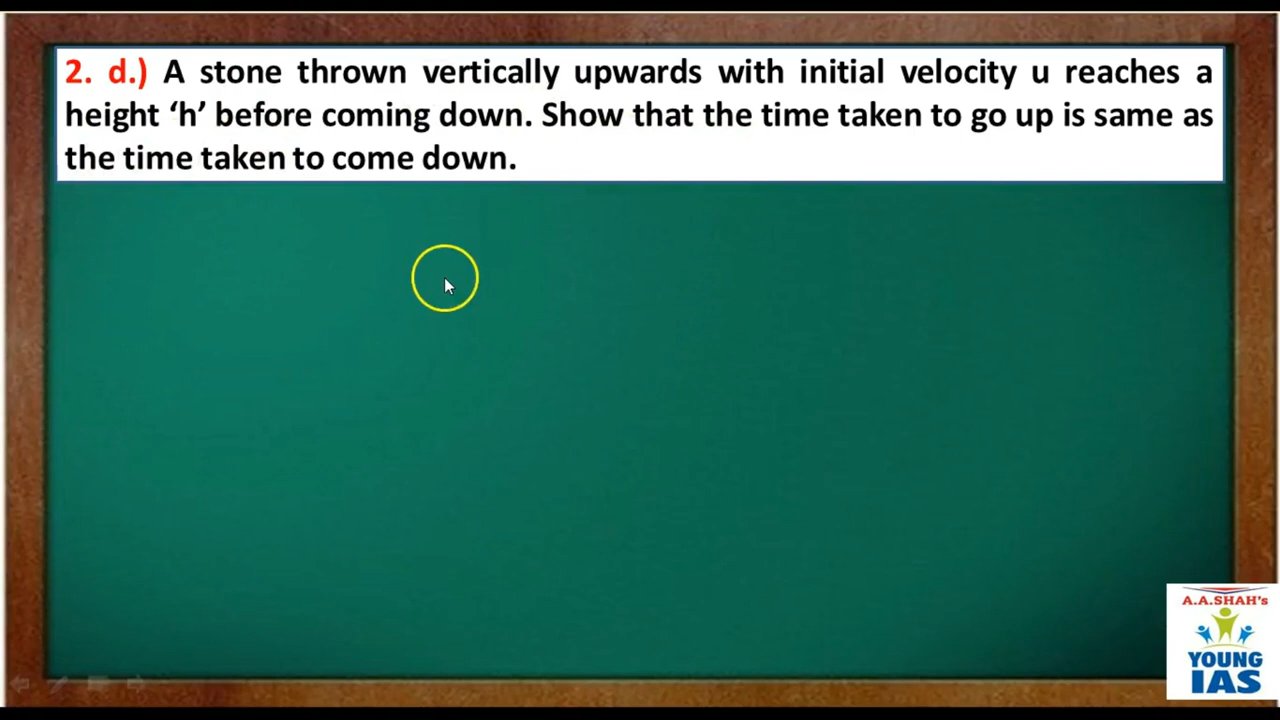 2. d.) A stone thrown vertically upwards with initial velocity u reaches a
height ‘h’ before coming down. Show that the time taken to go up is same as
the time taken to come down.
A.A.SHAH's
YOUNG
IAS